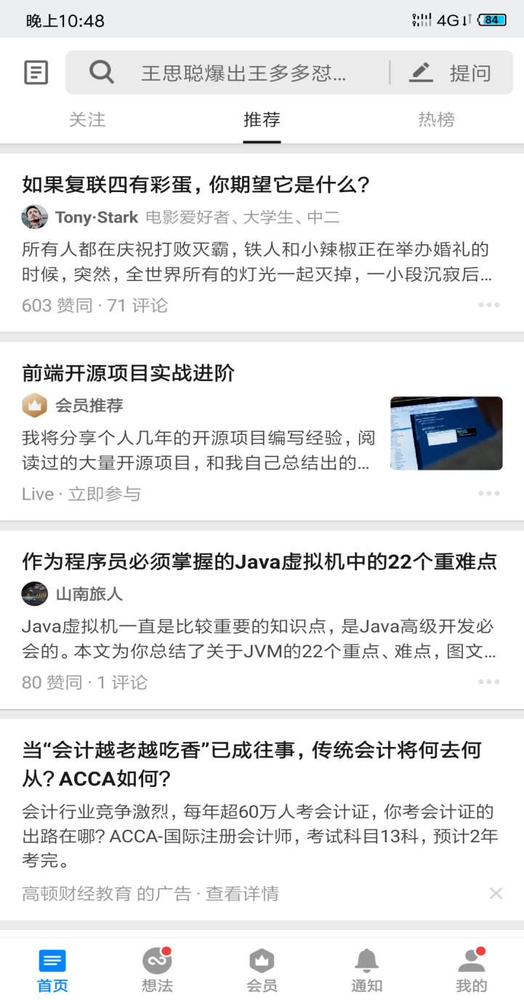 晚上10:48
4G
84
王思聪爆出王多多怼...
提问
关注
推荐
热榜
如果复联四有彩蛋，你期望它是什么？
Tony·Stark 电影爱好者、大学生、中二
所有人都在庆祝打败灭霸，铁人和小辣椒正在举办婚礼的
时候，突然，全世界所有的灯光一起灭掉，一小段沉寂后...
603 赞同 · 71 评论
前端开源项目实战进阶
会员推荐
我将分享个人几年的开源项目编写经验，阅
读过的大量开源项目，和我自己总结出的...
Live · 立即参与
作为程序员必须掌握的Java虚拟机中的22个重难点
山南旅人
Java虚拟机一直是比较重要的知识点，是Java高级开发必
会的。本文为你总结了关于JVM的22个重点、难点，图文...
80 赞同 · 1 评论
当“会计越老越吃香”已成往事，传统会计将何去何
从？ACCA如何？
会计行业竞争激烈，每年超60万人考会计证，你考会计证的
出路在哪？ACCA-国际注册会计师，考试科目13科，预计2年
考完。
高顿财经教育 的广告 · 查看详情
首页
想法
会员
通知
我的